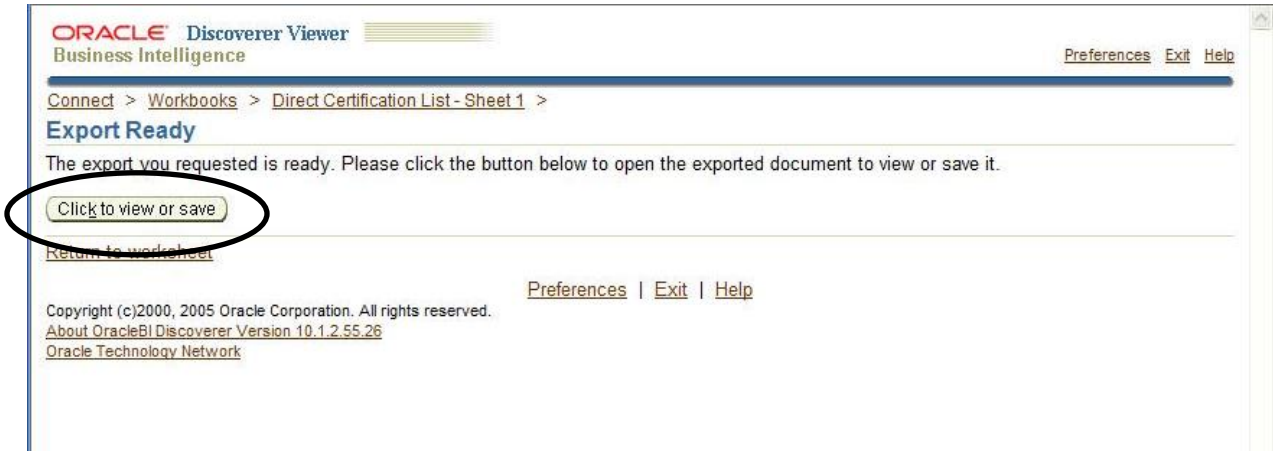 ORACLE Discoverer Viewer
Business Intelligence
Preferences Exit Help
Connect > Workbooks > Direct Certification List - Sheet 1 >
Export Ready
The export you requested is ready. Please click the button below to open the exported document to view or save it.
Click to view or save
Return to worksheet
Preferences | Exit | Help
Copyright (c)2000, 2005 Oracle Corporation. All rights reserved.
About OracleBI Discoverer Version 10.1.2.55.26
Oracle Technology Network